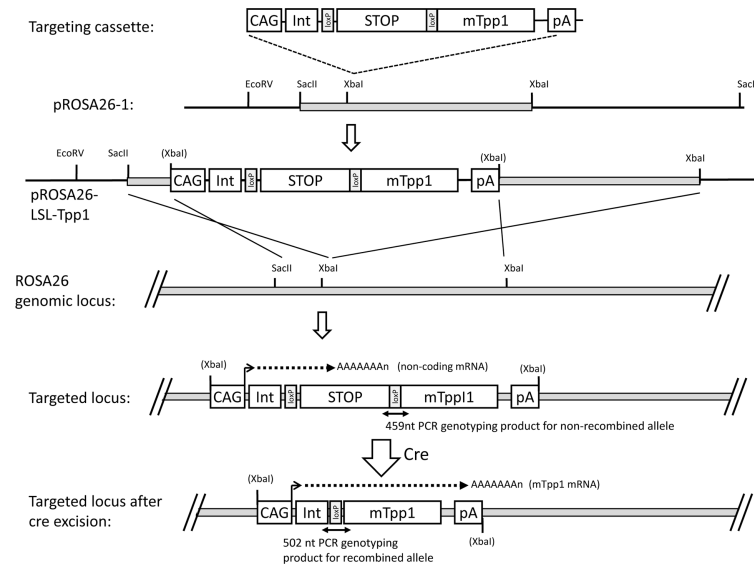 Targeting cassette:
CAG Int loxP STOP loxP mTpp1 pA
EcoRV SacII XbaI XbaI SacI
pROSA26-1:
EcoRV SacII (XbaI) (XbaI) XbaI
CAG Int loxP STOP loxP mTpp1 pA
pROSA26-
LSL-Tpp1
SacII XbaI XbaI
ROSA26
genomic locus:
(XbaI) AAAAAAAn (non-coding mRNA) (XbaI)
Targeted locus:
CAG Int loxP STOP loxP mTppI1 pA
459nt PCR genotyping product for non-recombined allele
Cre
(XbaI) AAAAAAAn (mTpp1 mRNA)
Targeted locus after
cre excision:
CAG Int loxP mTpp1 pA
(XbaI)
502 nt PCR genotyping
product for recombined allele